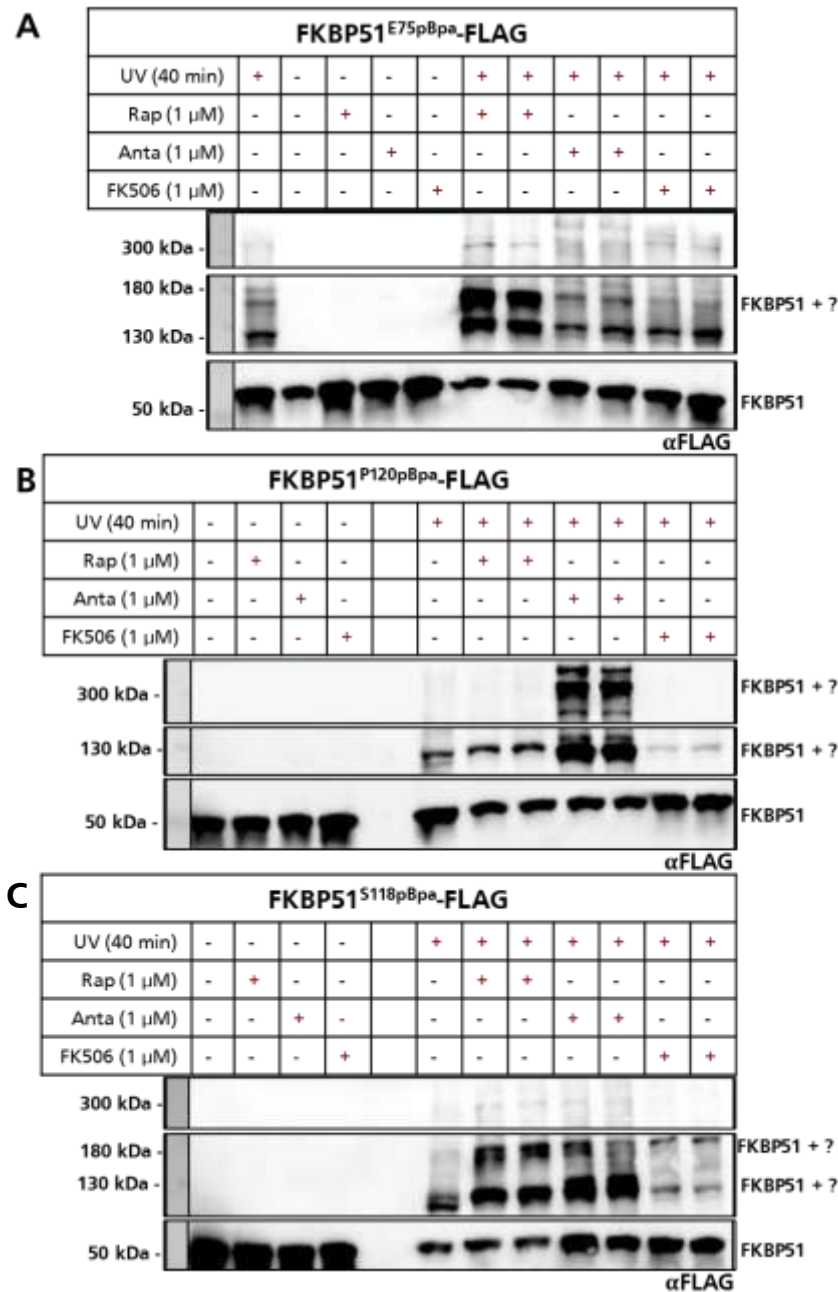 A
FKBP51E75pBpa-FLAG
UV (40 min) + - - - - + + + + + +
Rap (1 µM) - - + - - + + - - - -
Anta (1 µM) - - - + - - - + + - -
FK506 (1 µM) - - - - + - - - - + +
300 kDa -
180 kDa -
FKBP51 + ?
130 kDa -
50 kDa -
FKBP51
αFLAG
B
FKBP51P120pBpa-FLAG
UV (40 min) - - - - + + + + + + +
Rap (1 µM) - + - - - + + - - - -
Anta (1 µM) - - + - - - - + + - -
FK506 (1 µM) - - - + - - - - - + +
300 kDa -
FKBP51 + ?
130 kDa -
FKBP51 + ?
50 kDa -
FKBP51
αFLAG
C
FKBP51S118pBpa-FLAG
UV (40 min) - - - - + + + + + + +
Rap (1 µM) - + - - - + + - - - -
Anta (1 µM) - - + - - - - + + - -
FK506 (1 µM) - - - + - - - - - + +
300 kDa -
180 kDa -
FKBP51 + ?
130 kDa -
FKBP51 + ?
50 kDa -
FKBP51
αFLAG